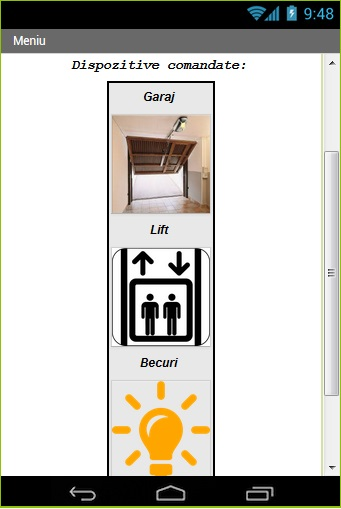 9:48
Meniu
Dispozitive comandate:
Garaj
Lift
Becuri